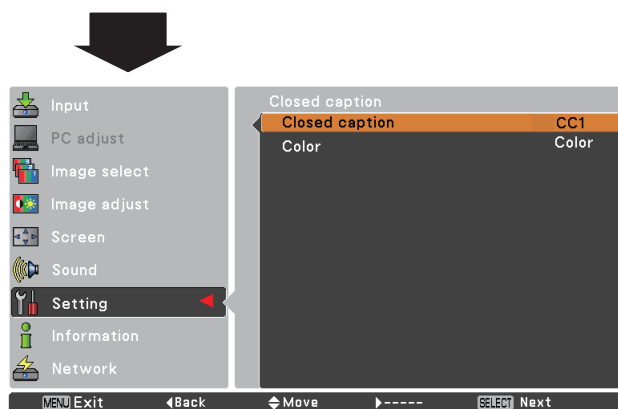 Input
PC adjust
Image select
Image adjust
Screen
Sound
Setting
Information
Network
Closed caption
Closed caption CC1
Color Color
MENU Exit ◀Back ◆Move ▶----- SELECT Next